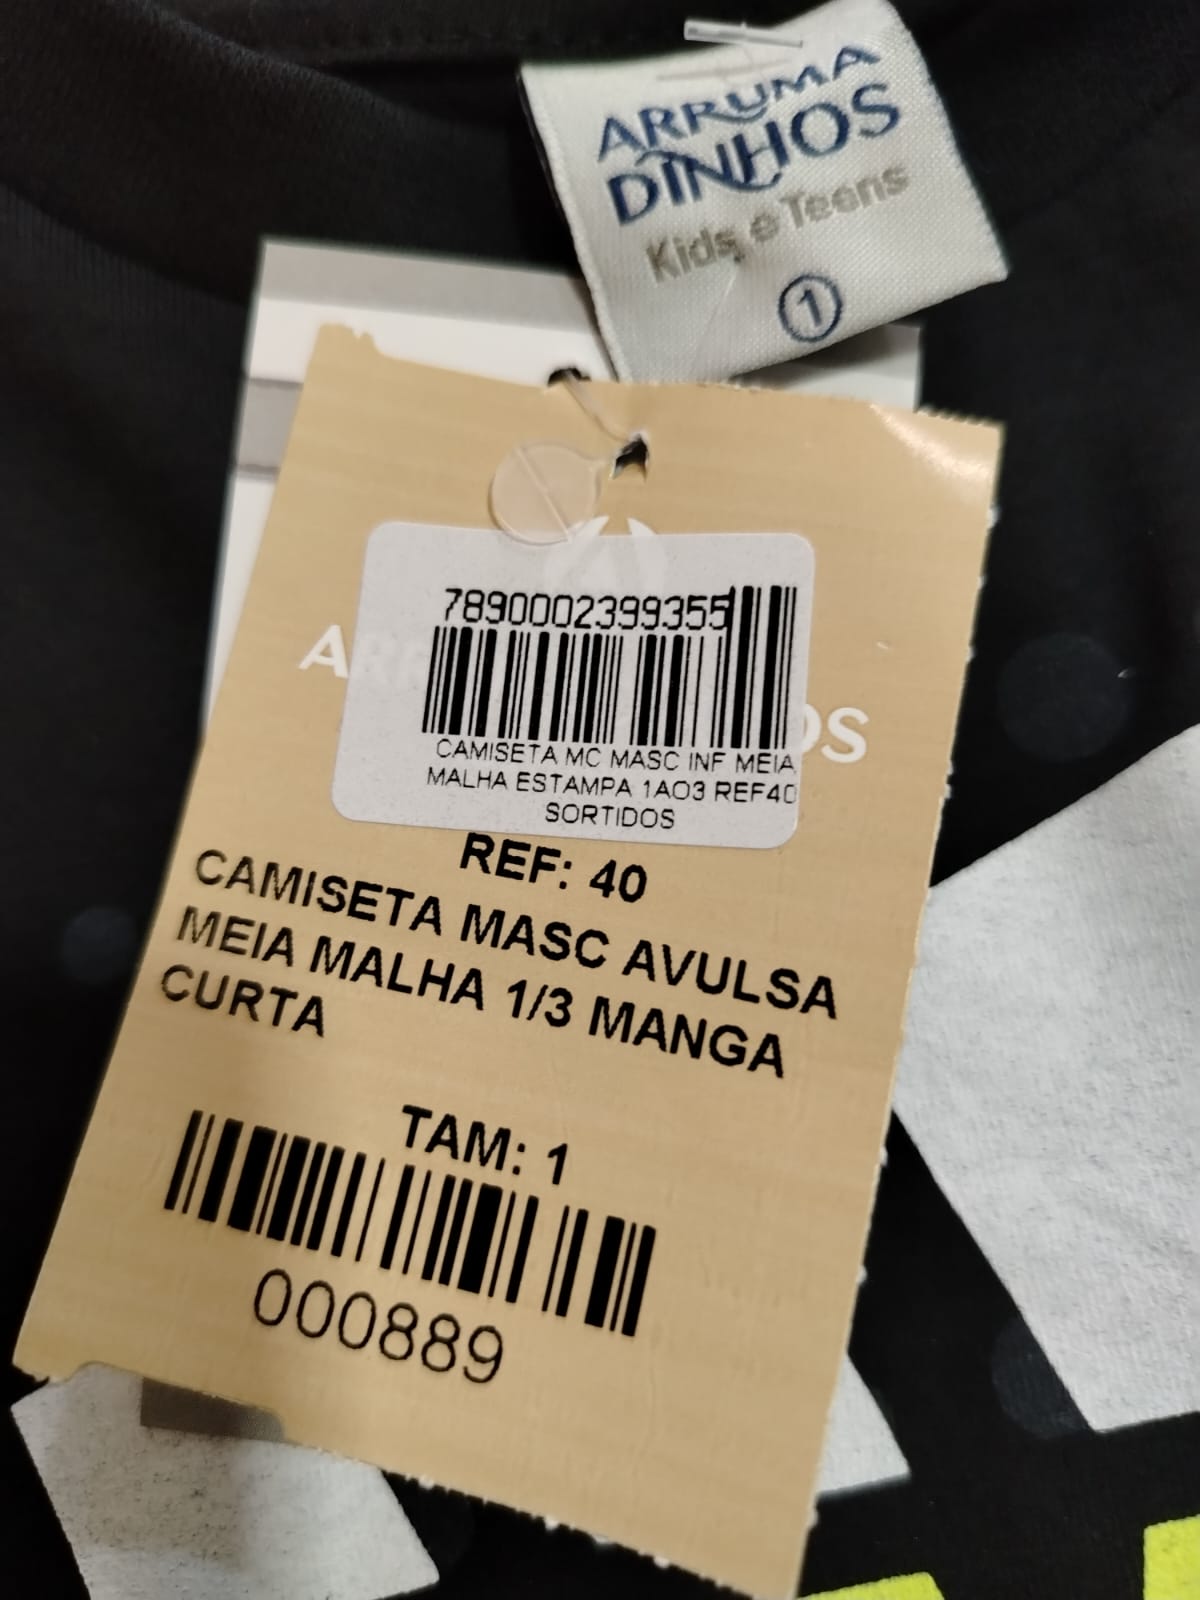 ARRUMA
DINHOS
Kids e Teens
1
7890002399355
CAMISETA MC MASC INF MEIA
MALHA ESTAMPA 1AO3 REF40
SORTIDOS
REF: 40
CAMISETA MASC AVULSA
MEIA MALHA 1/3 MANGA
CURTA
TAM: 1
000889